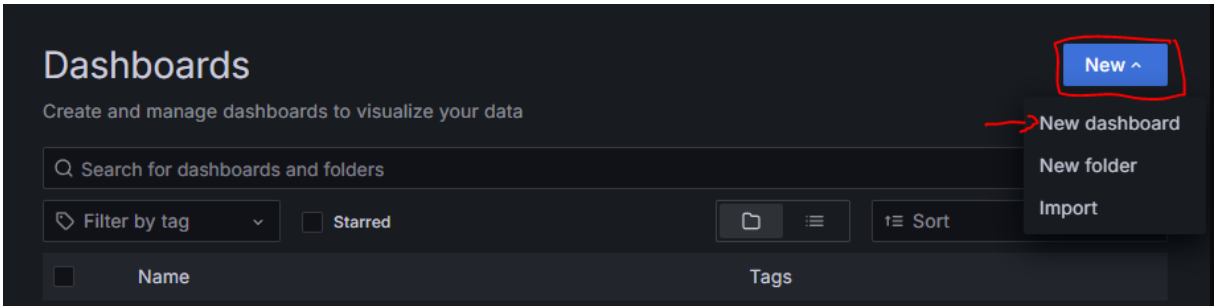 Dashboards
New
Create and manage dashboards to visualize your data
New dashboard
Search for dashboards and folders
New folder
Import
Filter by tag
Starred
Sort
Name
Tags